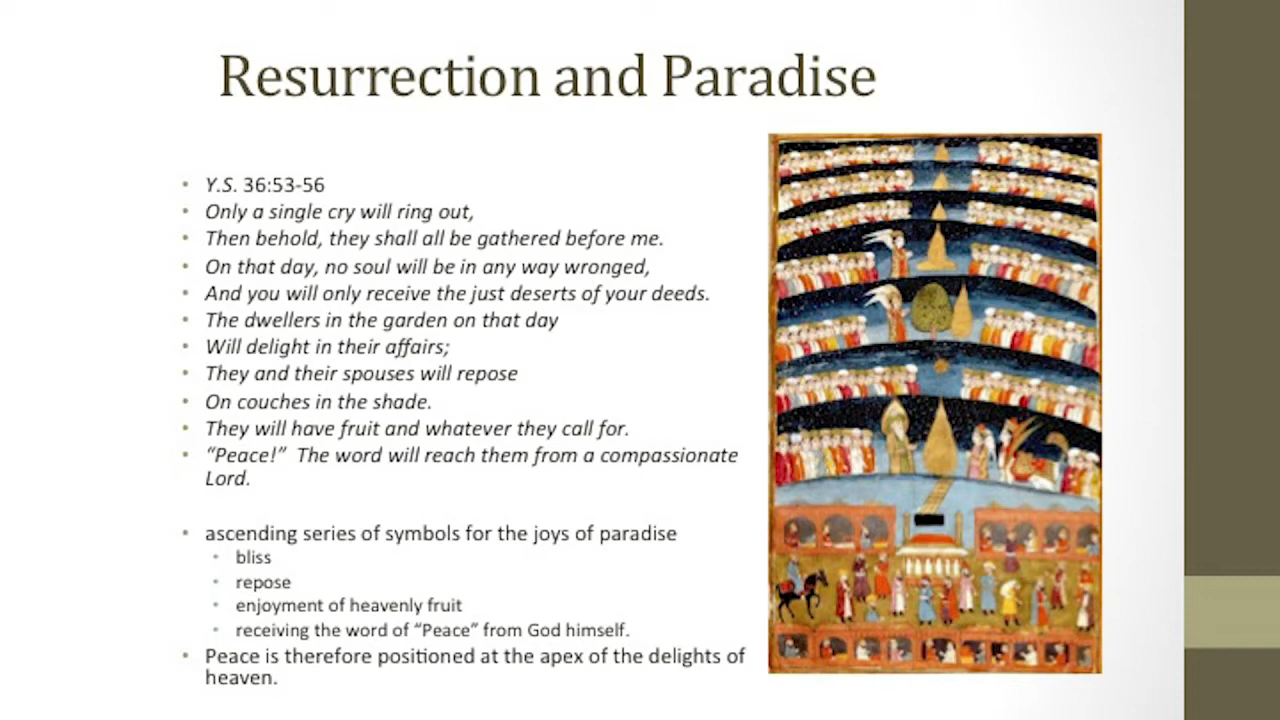 Resurrection and Paradise
• Y.S. 36:53-56
• Only a single cry will ring out,
• Then behold, they shall all be gathered before me.
• On that day, no soul will be in any way wronged,
• And you will only receive the just deserts of your deeds.
• The dwellers in the garden on that day
• Will delight in their affairs;
• They and their spouses will repose
• On couches in the shade.
• They will have fruit and whatever they call for.
• “Peace!”  The word will reach them from a compassionate
Lord.
• ascending series of symbols for the joys of paradise
• bliss
• repose
• enjoyment of heavenly fruit
• receiving the word of “Peace” from God himself.
• Peace is therefore positioned at the apex of the delights of
heaven.